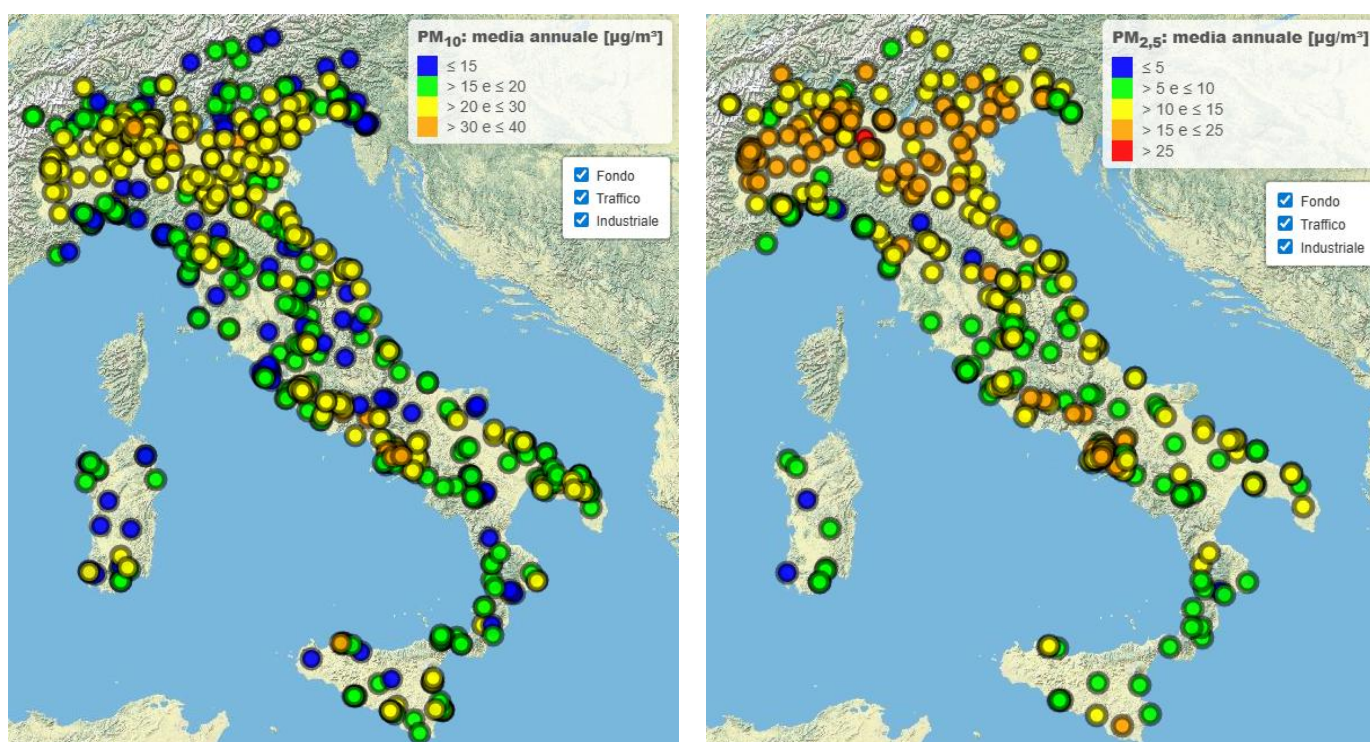 PM₁₀: media annuale [µg/m³]
≤ 15
> 15 e ≤ 20
> 20 e ≤ 30
> 30 e ≤ 40
Fondo
Traffico
Industriale
PM₂,₅: media annuale [µg/m³]
≤ 5
> 5 e ≤ 10
> 10 e ≤ 15
> 15 e ≤ 25
> 25
Fondo
Traffico
Industriale